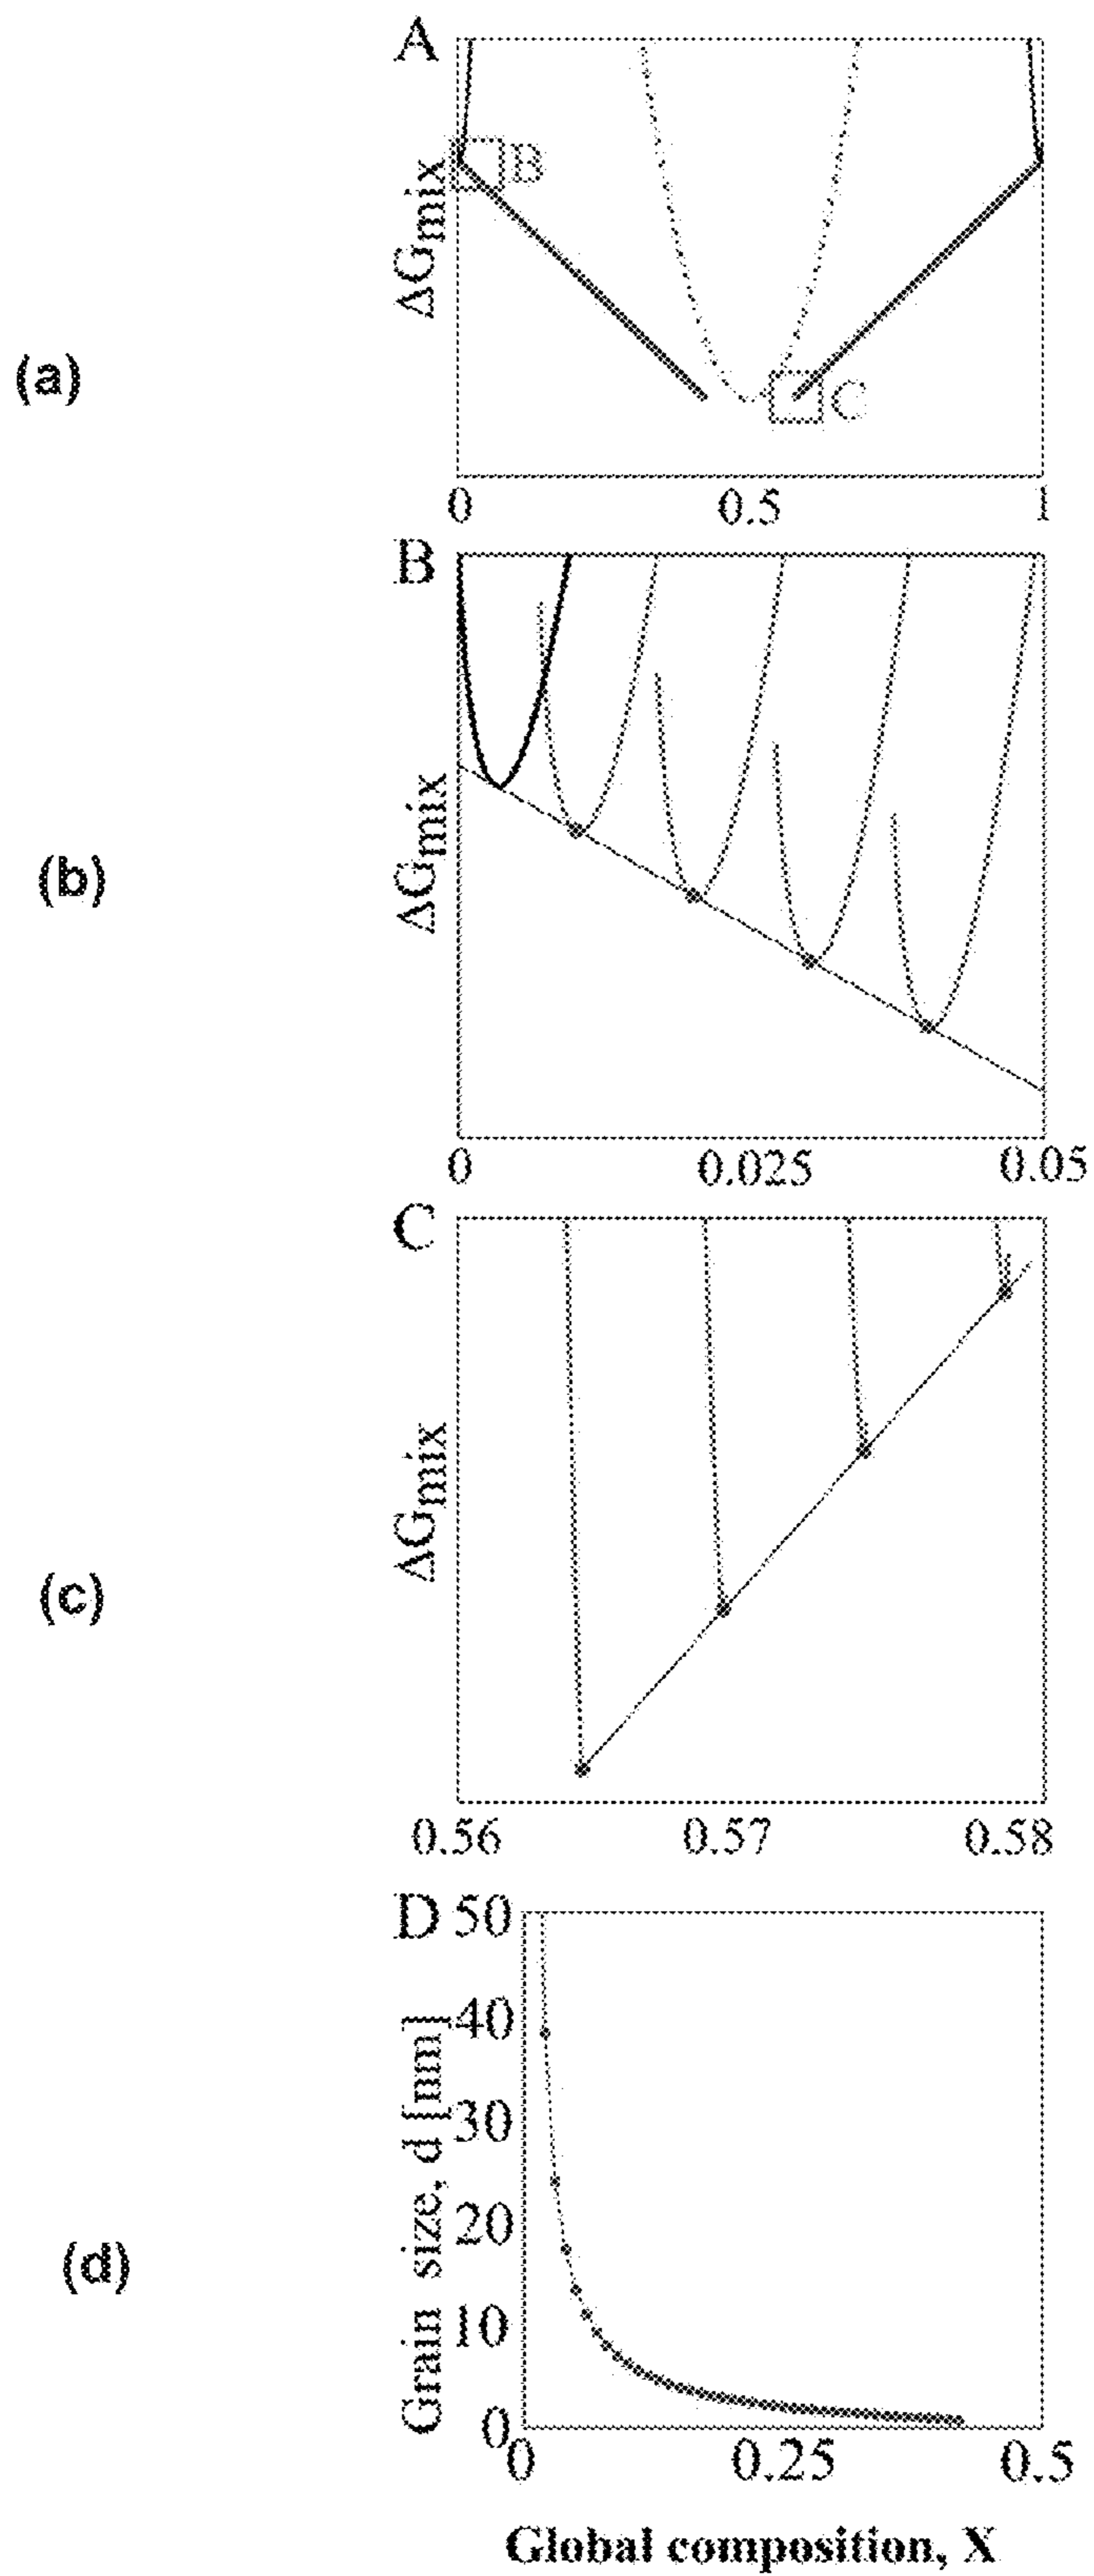 A
ΔGmix
B
C
(a)
0 0.5 1
B
ΔGmix
(b)
0 0.025 0.05
C
ΔGmix
(c)
0.56 0.57 0.58
D
50
40
30
20
10
0
Grain size, d [nm]
(d)
0 0.25 0.5
Global composition, X